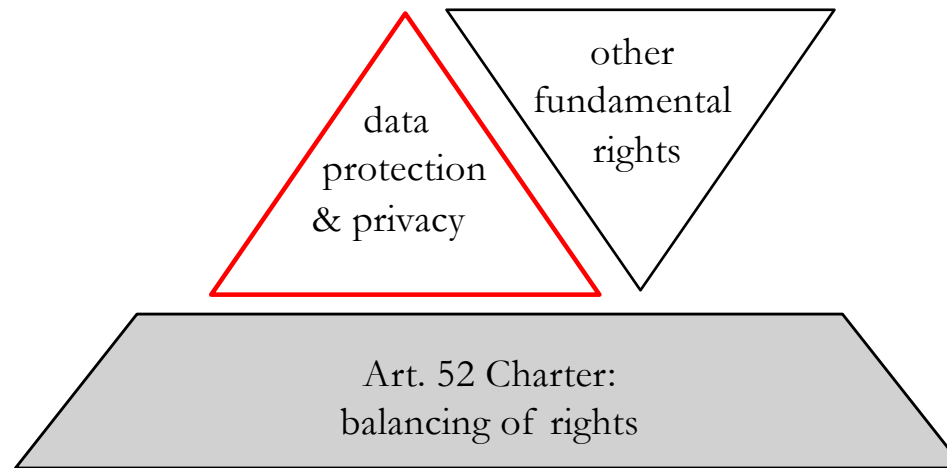 data
protection
& privacy
other
fundamental
rights
Art. 52 Charter:
balancing of rights